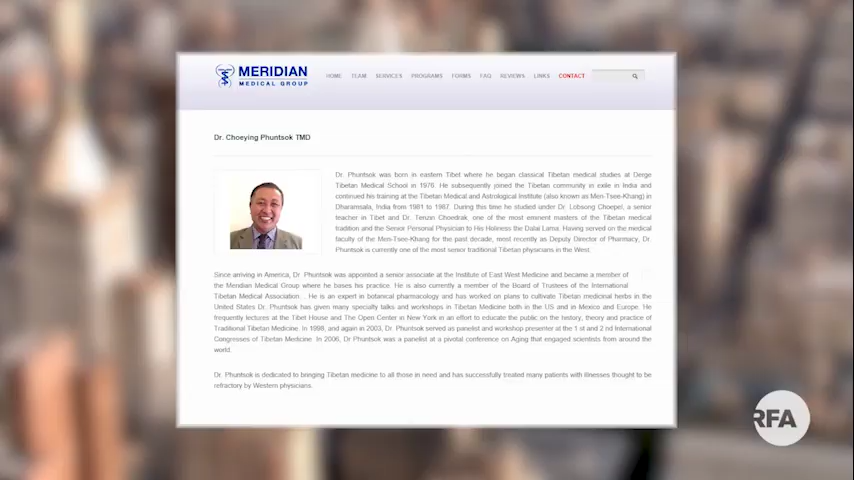 MERIDIAN
MEDICAL GROUP
HOME TEAM SERVICES PROGRAMS FORMS FAQ REVIEWS LINKS CONTACT
Dr. Choeying Phuntsok TMD
Dr. Phuntsok was born in eastern Tibet where he began classical Tibetan medical studies at Derge
Tibetan Medical School in 1976. He subsequently joined the Tibetan community in exile in India and
continued his training at the Tibetan Medical and Astrological Institute (also known as Men-Tsee-Khang) in
Dharamsala, India from 1981 to 1987. During this time he studied under Dr. Lobsong Choepel, a senior
teacher in Tibet and Dr. Tenzin Choedrak, one of the most eminent masters of the Tibetan medical
tradition and the Senior Personal Physician to His Holiness the Dalai Lama. Having served on the medical
faculty of the Men-Tsee-Khang for the past decade, most recently as Deputy Director of Pharmacy, Dr.
Phuntsok is currently one of the most senior traditional Tibetan physicians in the West.
Since arriving in America, Dr. Phuntsok was appointed a senior associate at the Institute of East West Medicine and became a member of
the Meridian Medical Group where he bases his practice. He is also currently a member of the Board of Trustees of the International
Tibetan Medical Association. . He is an expert in botanical pharmacology and has worked on plans to cultivate Tibetan medicinal herbs in the
United States Dr. Phuntsok has given many specialty talks and workshops in Tibetan Medicine both in the US and in Mexico and Europe. He
frequently lectures at the Tibet House and The Open Center in New York in an effort to educate the public on the history, theory and practice of
Traditional Tibetan Medicine. In 1998, and again in 2003, Dr. Phuntsok served as panelist and workshop presenter at the 1 st and 2 nd International
Congresses of Tibetan Medicine. In 2006, Dr Phuntsok was a panelist at a pivotal conference on Aging that engaged scientists from around the
world.
Dr. Phuntsok is dedicated to bringing Tibetan medicine to all those in need and has successfully treated many patients with illnesses thought to be
refractory by Western physicians.
RFA